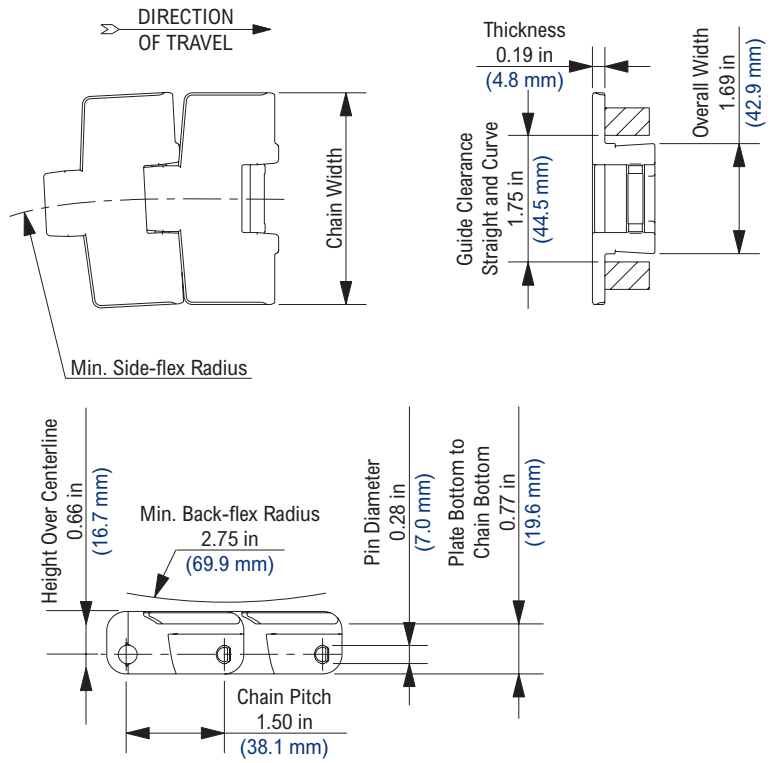 DIRECTION
OF TRAVEL
Thickness
0.19 in
(4.8 mm)
Overall Width
1.69 in
(42.9 mm)
Chain Width
Guide Clearance
Straight and Curve
1.75 in
(44.5 mm)
Min. Side-flex Radius
Height Over Centerline
0.66 in
(16.7 mm)
Min. Back-flex Radius
2.75 in
(69.9 mm)
Pin Diameter
0.28 in
(7.0 mm)
Plate Bottom to
Chain Bottom
0.77 in
(19.6 mm)
Chain Pitch
1.50 in
(38.1 mm)